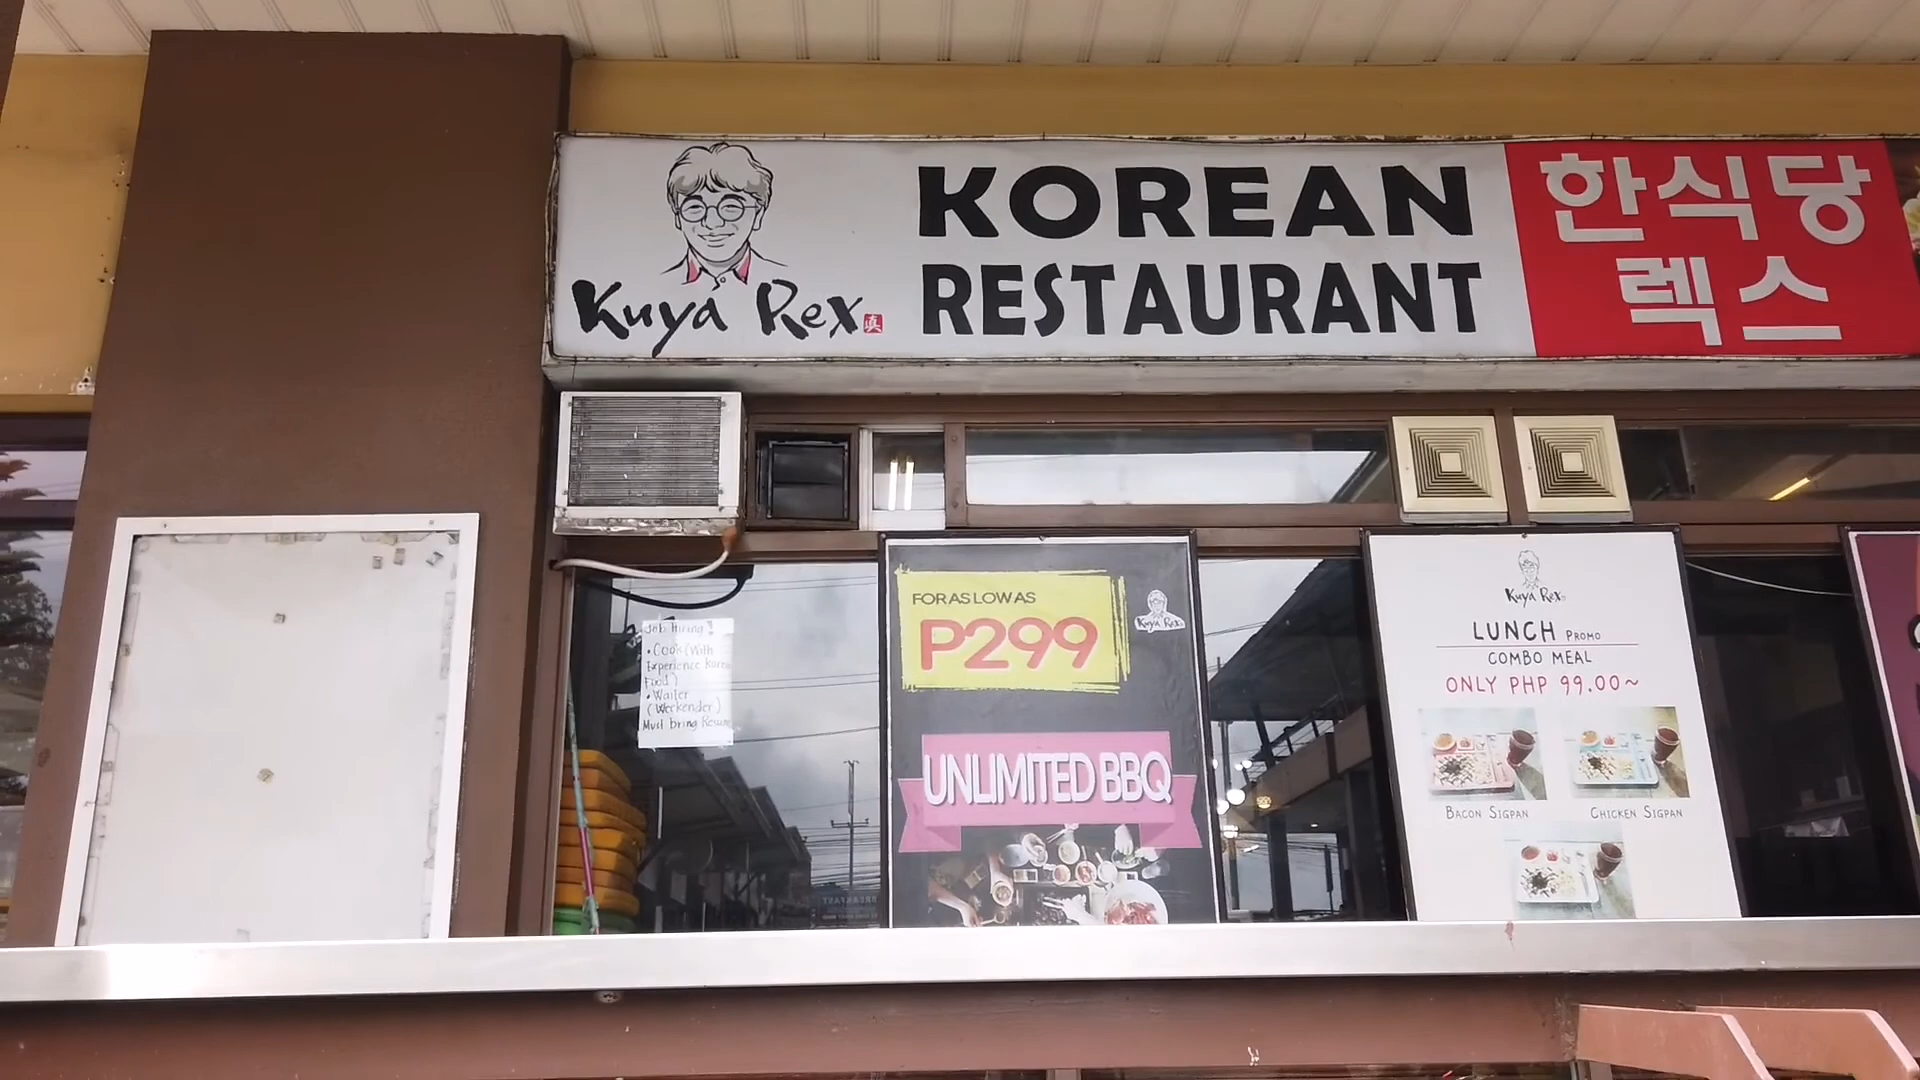 Kuya Rex 真
KOREAN
RESTAURANT
한식당
렉스
Job Hiring!
• Cook (With
Experience
Food)
• Waiter
(Weekender)
Must bring
FOR AS LOW AS
P299
Kuya Rex
UNLIMITED BBQ
Kuya Rex
LUNCH PROMO
COMBO MEAL
ONLY PHP 99.00~
BACON SIGPAN
CHICKEN SIGPAN
BREAKFAST